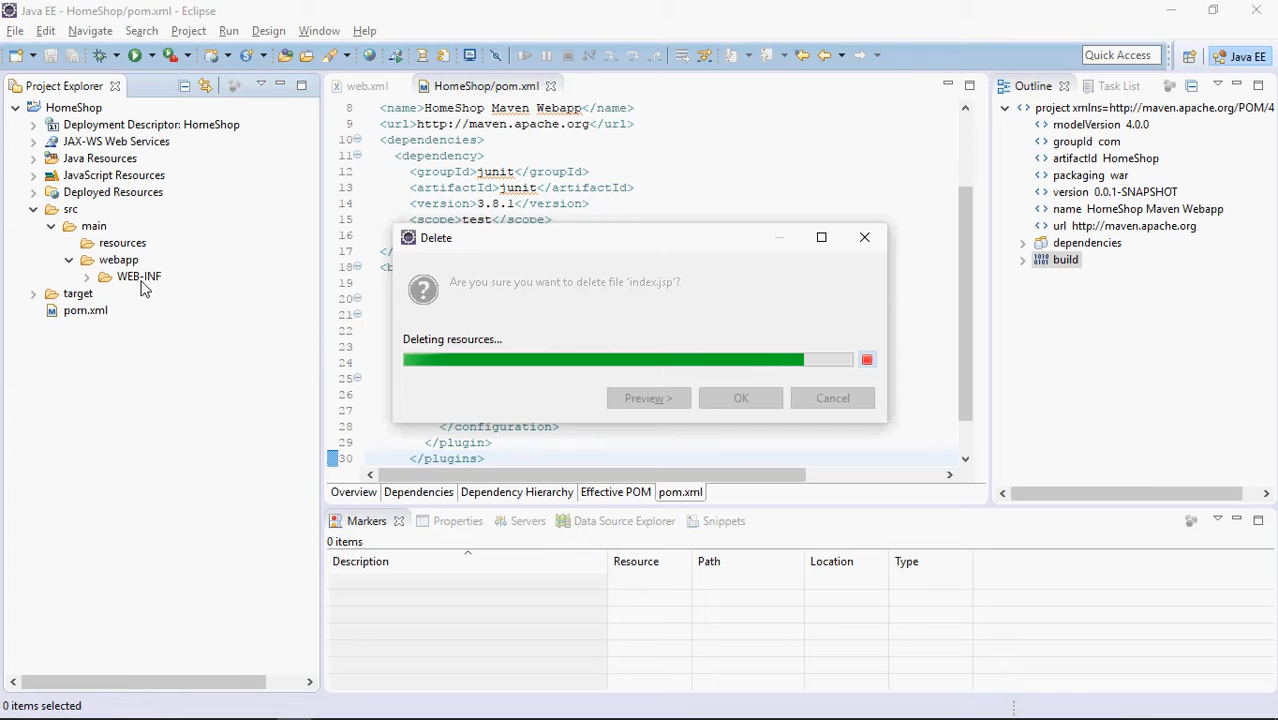 Java EE - HomeShop/pom.xml - Eclipse
File Edit Navigate Search Project Run Design Window Help
Quick Access
Java EE
Project Explorer
HomeShop
Deployment Descriptor: HomeShop
JAX-WS Web Services
Java Resources
JavaScript Resources
Deployed Resources
src
main
resources
webapp
WEB-INF
target
pom.xml
web.xml
HomeShop/pom.xml
8 <name>HomeShop Maven Webapp</name>
9 <url>http://maven.apache.org</url>
10 <dependencies>
11 <dependency>
12 <groupId>junit</groupId>
13 <artifactId>junit</artifactId>
14 <version>3.8.1</version>
15 <scope>test</scope>
16
17 </
18 <b
19
20
21
22
23
24
25
26
27
28 </configuration>
29 </plugin>
30 </plugins>
Delete
Are you sure you want to delete file 'index.jsp'?
Deleting resources...
Preview >
OK
Cancel
Overview Dependencies Dependency Hierarchy Effective POM pom.xml
Outline
Task List
project xmlns=http://maven.apache.org/POM/4
modelVersion 4.0.0
groupId com
artifactId HomeShop
packaging war
version 0.0.1-SNAPSHOT
name HomeShop Maven Webapp
url http://maven.apache.org
dependencies
build
Markers
Properties
Servers
Data Source Explorer
Snippets
0 items
Description
Resource
Path
Location
Type
0 items selected